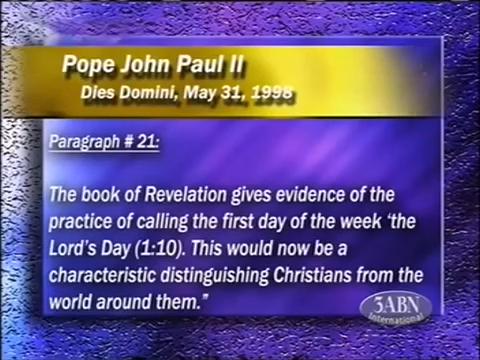 Pope John Paul II
Dies Domini, May 31, 1998
Paragraph # 21:
The book of Revelation gives evidence of the
practice of calling the first day of the week ‘the
Lord’s Day (1:10). This would now be a
characteristic distinguishing Christians from the
world around them.”
3ABN
International